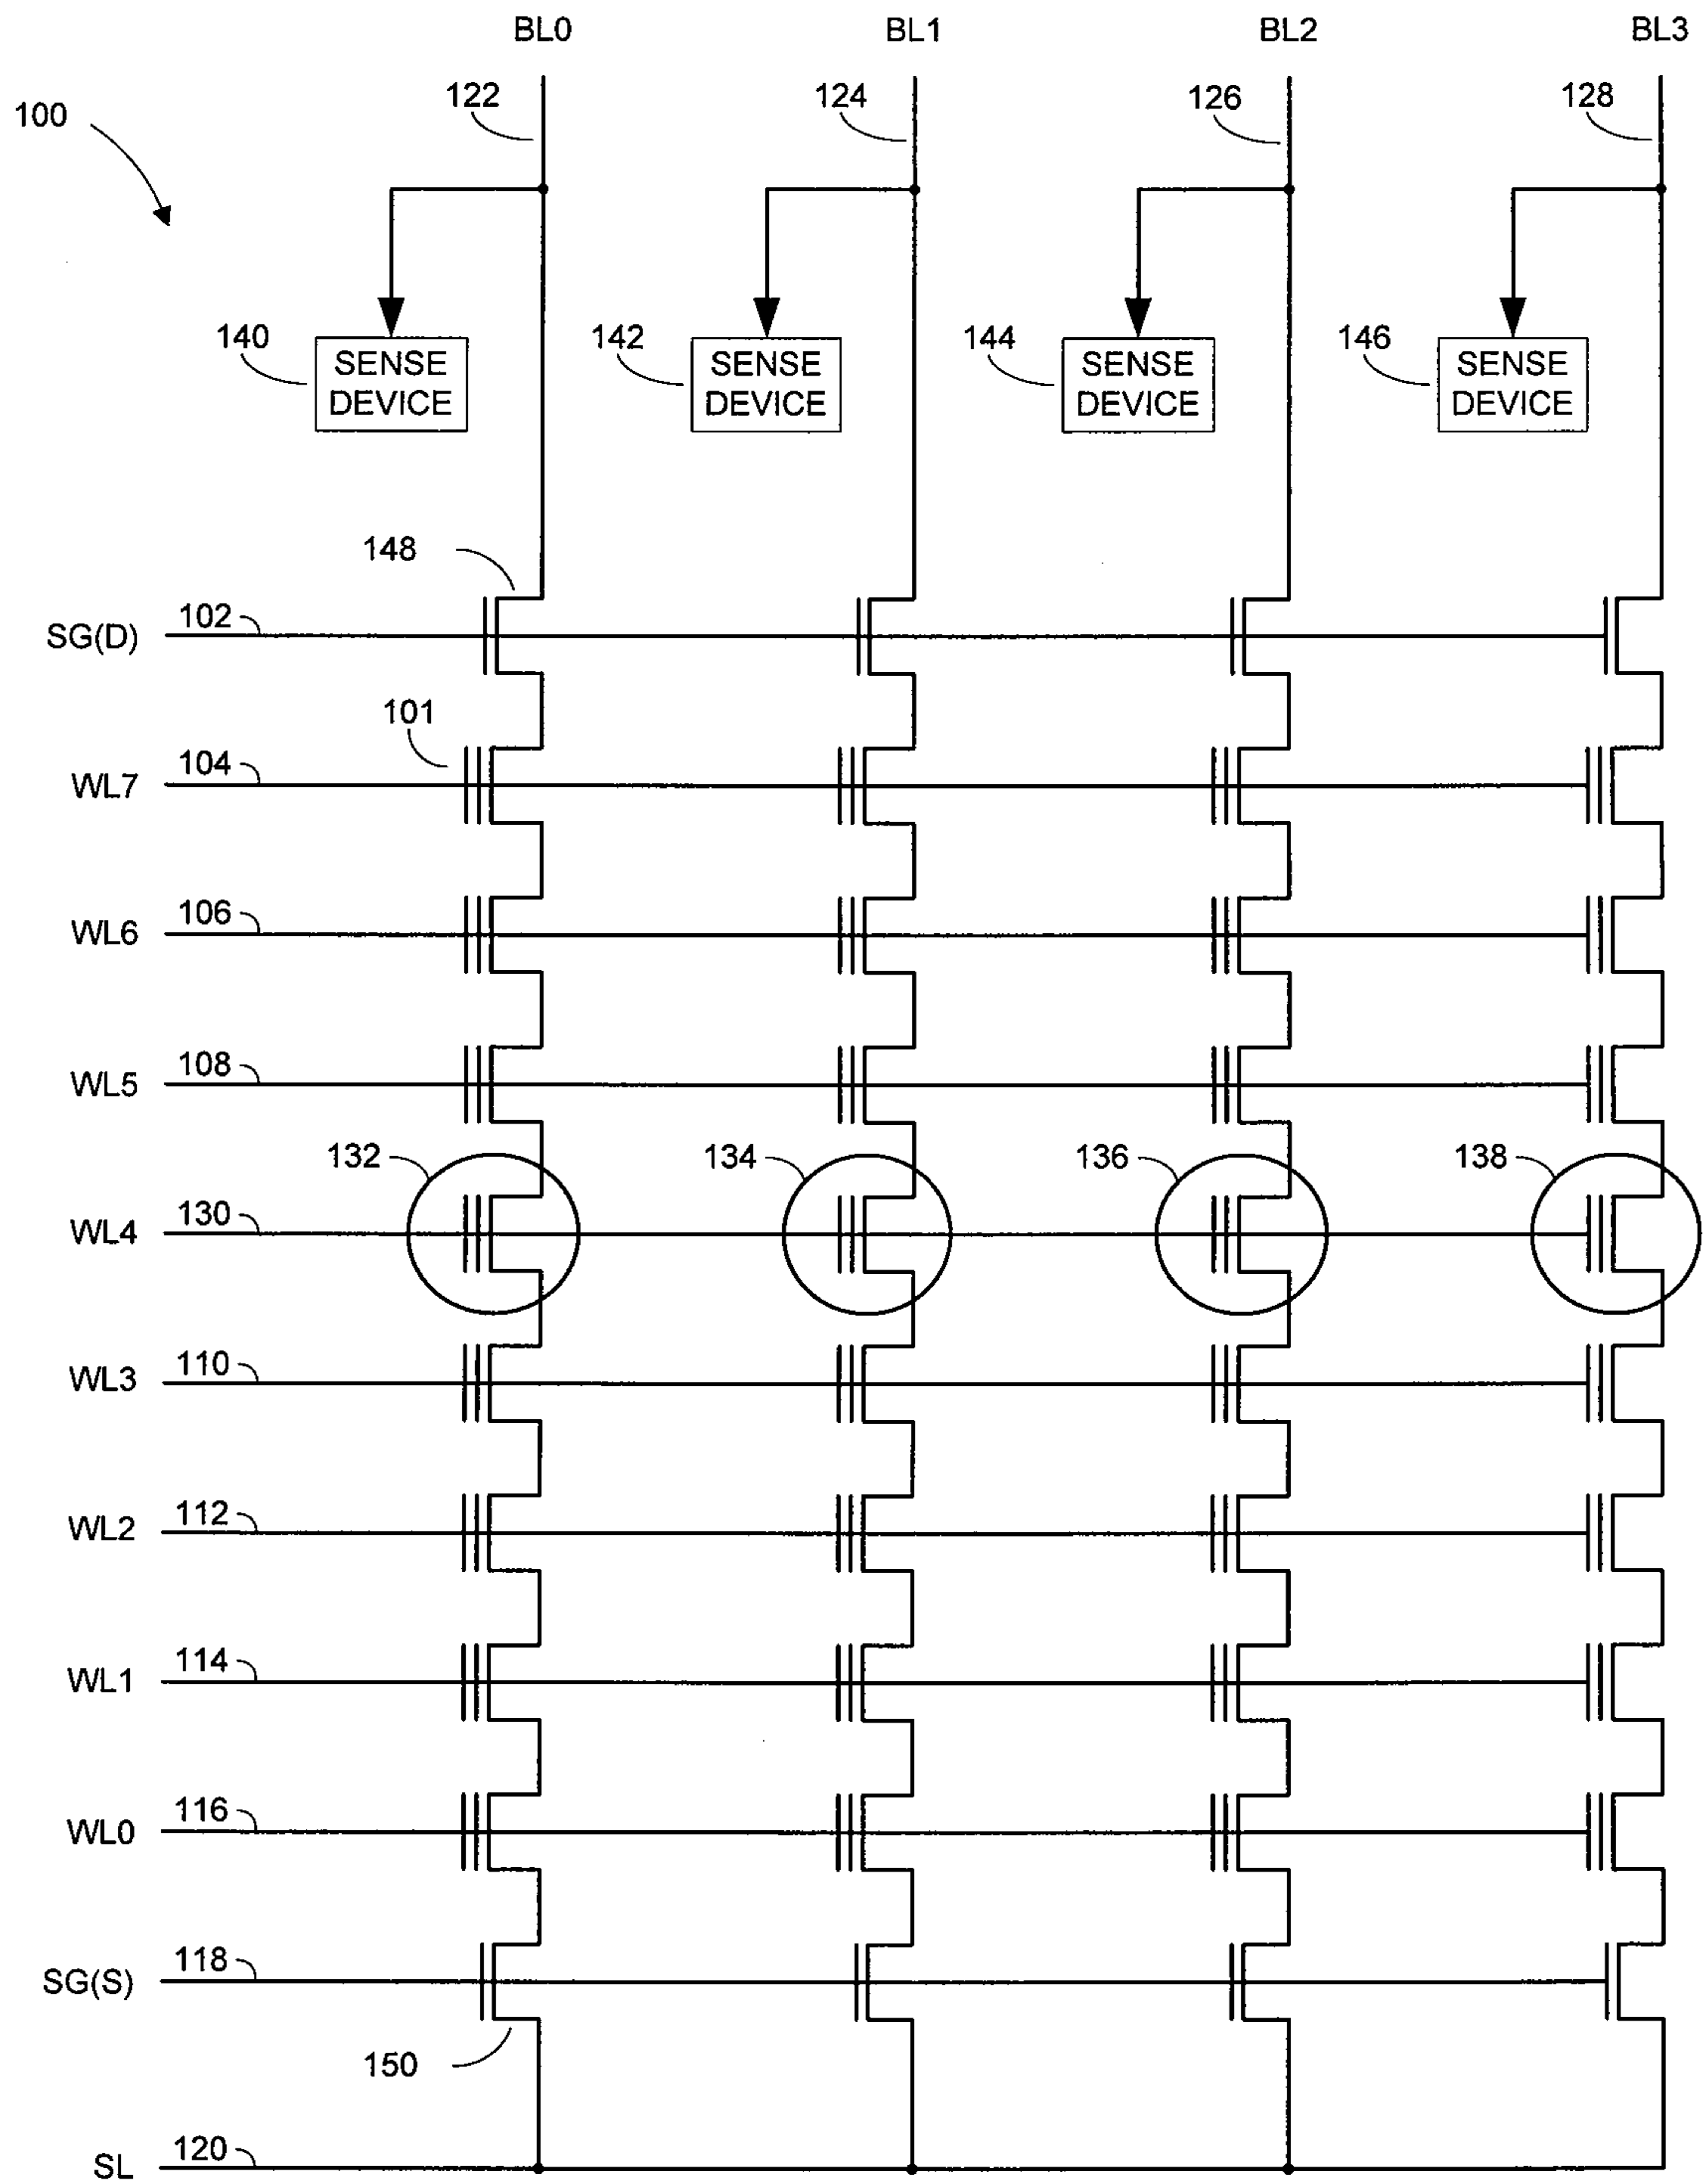 BL0 BL1 BL2 BL3
122 124 126 128
100
140 SENSE DEVICE 142 SENSE DEVICE 144 SENSE DEVICE 146 SENSE DEVICE
148
SG(D) 102
101
WL7 104
WL6 106
WL5 108
132 134 136 138
WL4 130
WL3 110
WL2 112
WL1 114
WL0 116
SG(S) 118
150
SL 120